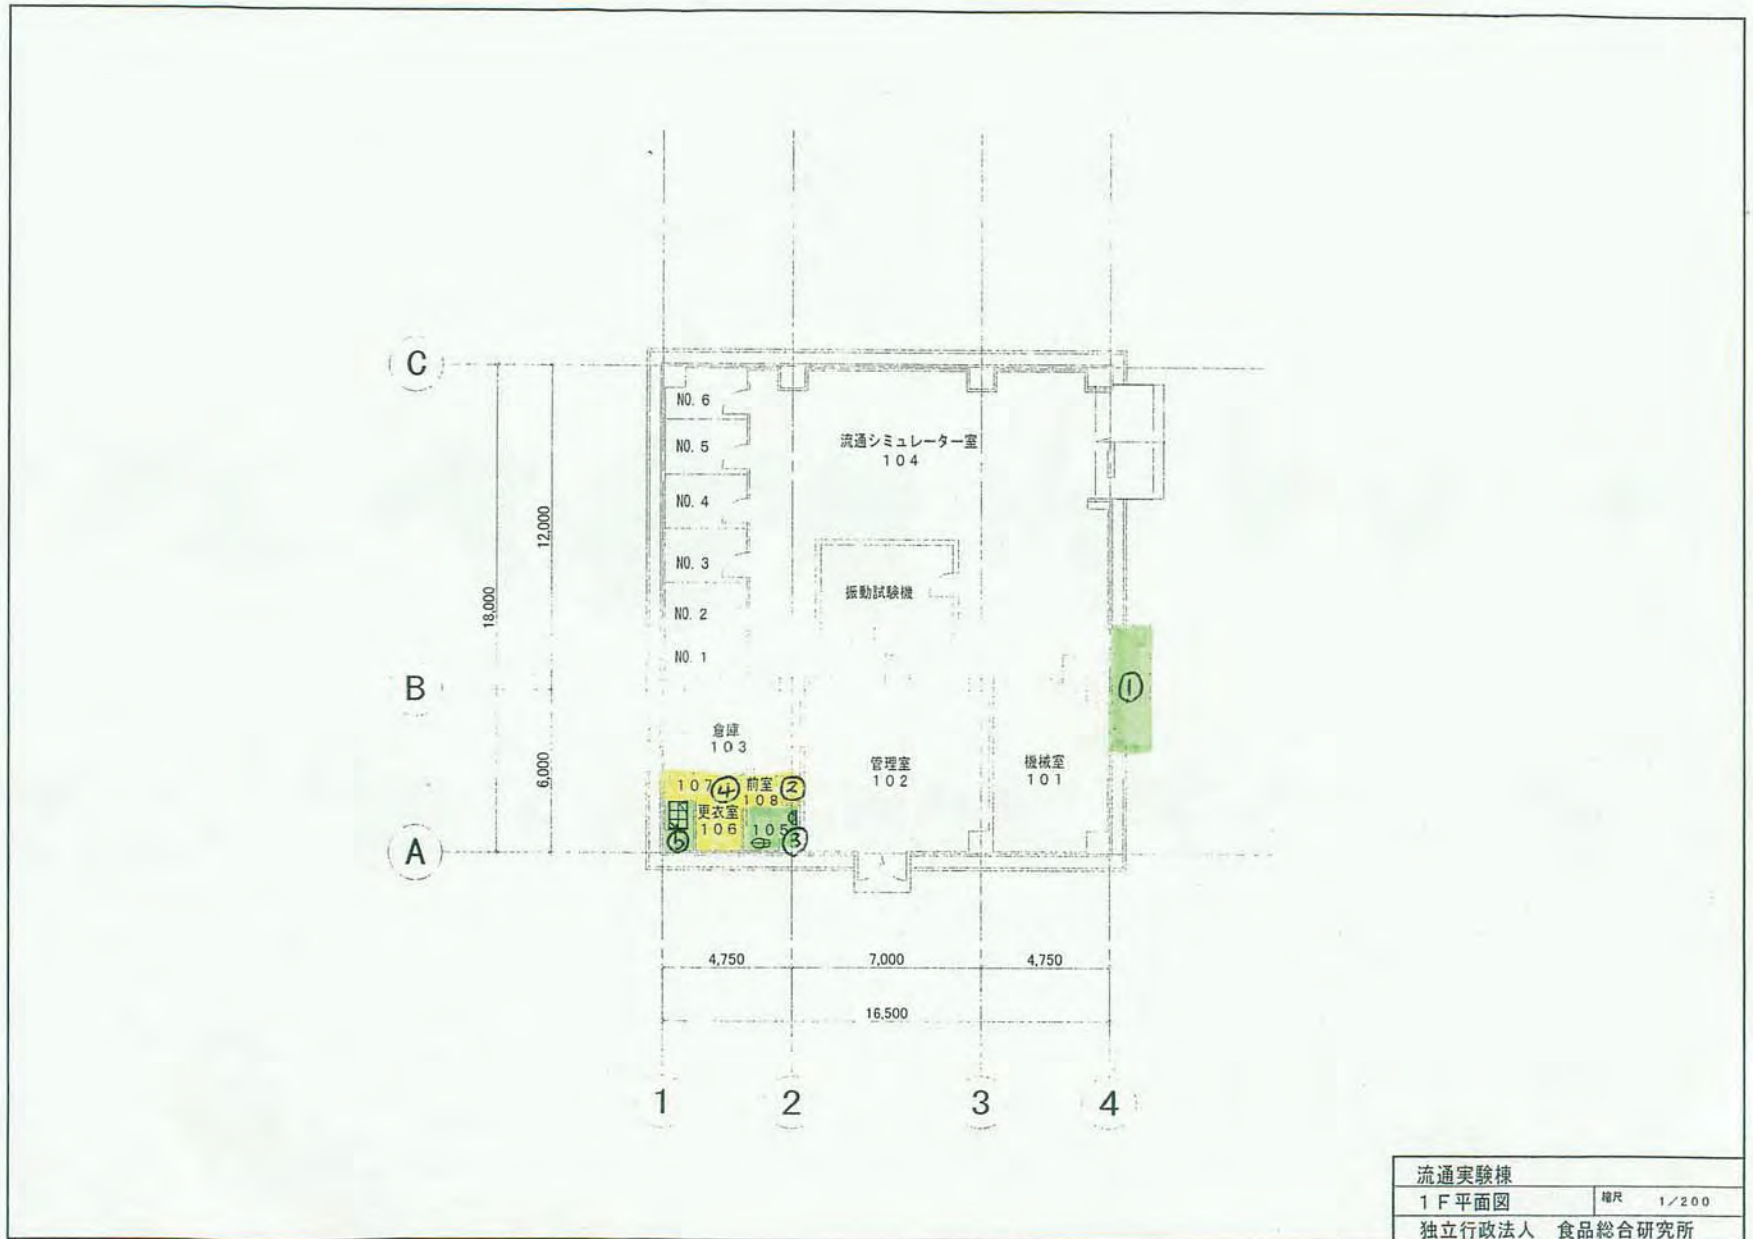 C
NO. 6
NO. 5
流通シミュレーター室
104
NO. 4
12,000
NO. 3
18,000
振動試験機
NO. 2
NO. 1
B
①
倉庫
103
6,000
管理室
102
機械室
101
107
④
前室
②
108
更衣室
106
105
⑤
③
A
4,750
7,000
4,750
16,500
1
2
3
4
流通実験棟
1F平面図
縮尺 1/200
独立行政法人 食品総合研究所